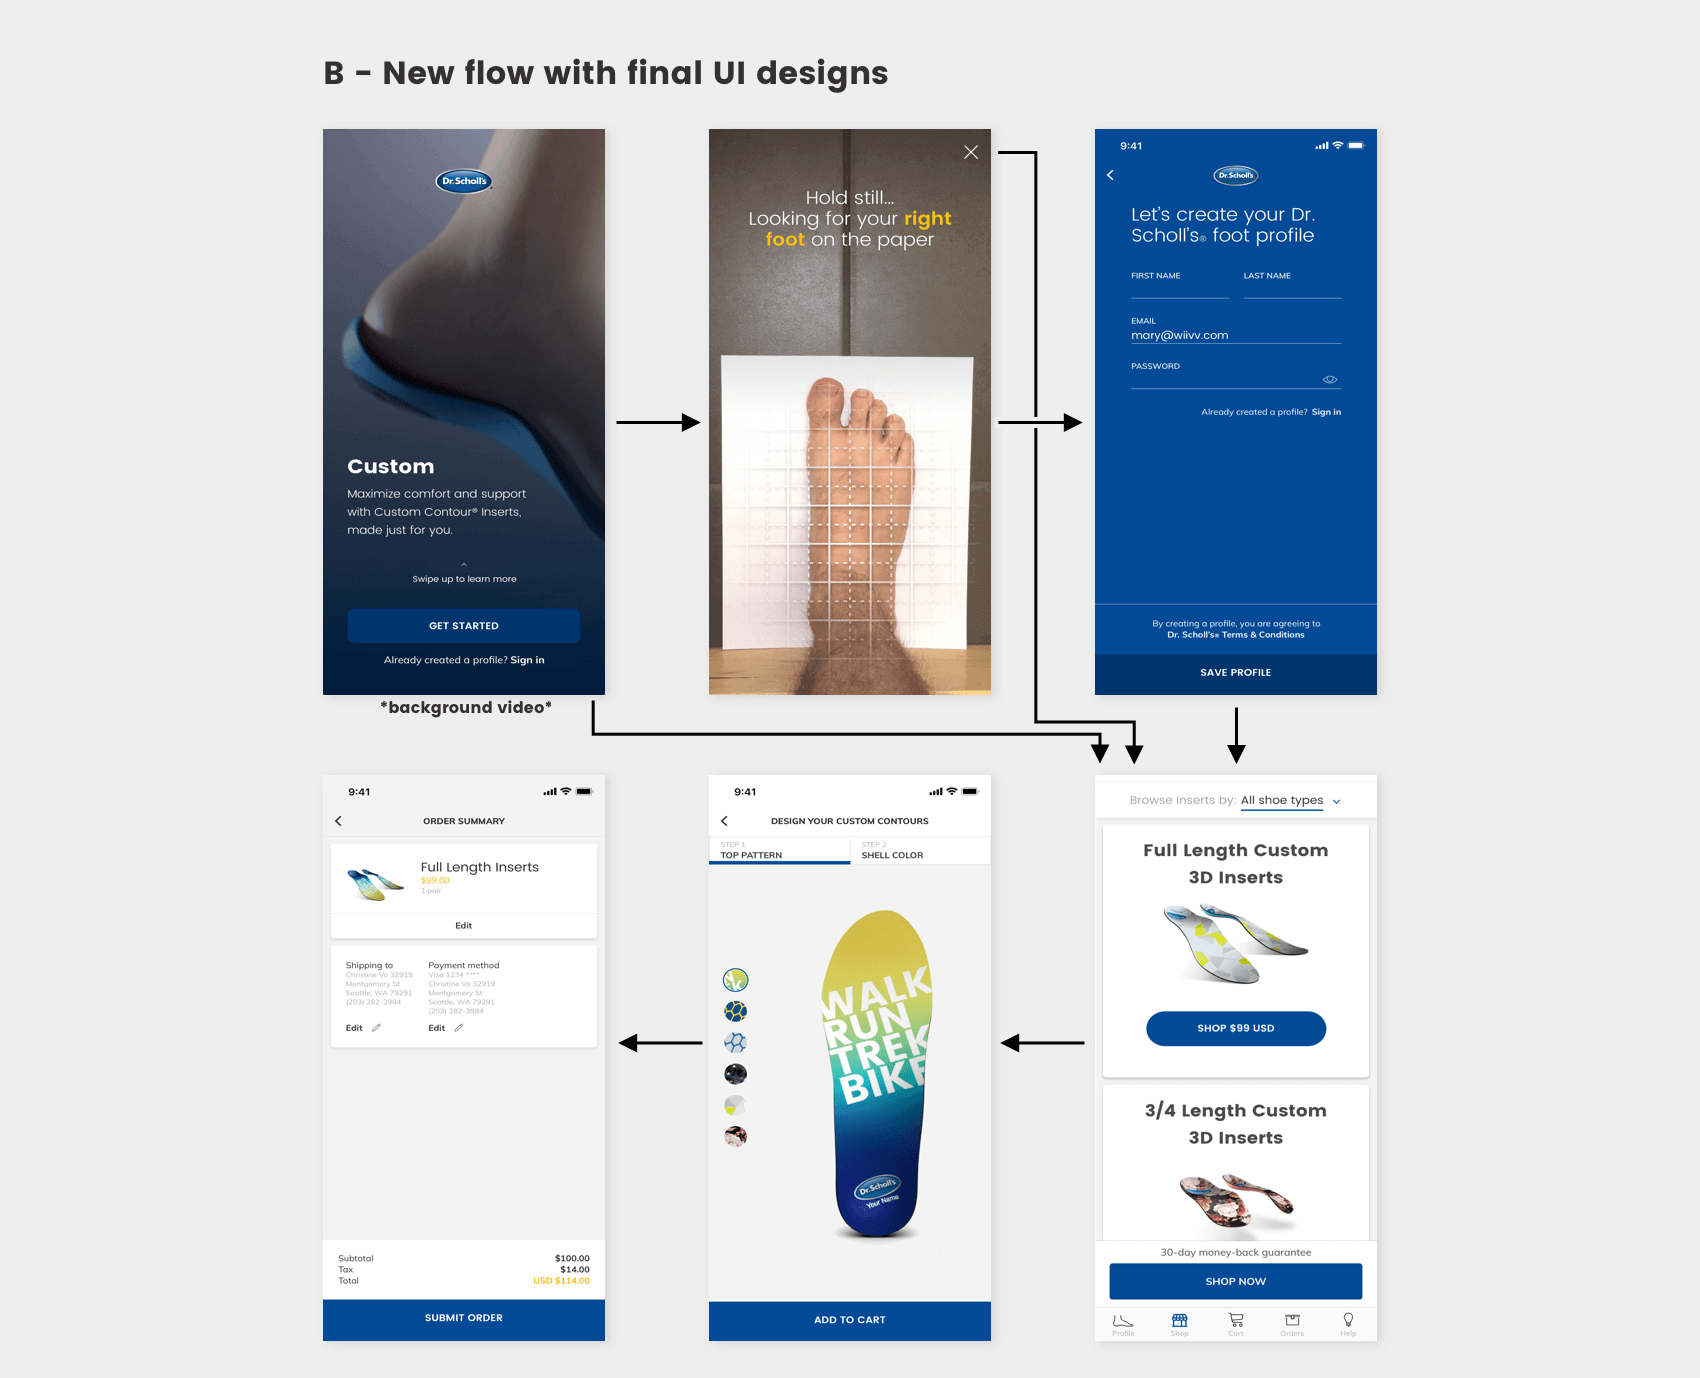 B - New flow with final UI designs
Dr.Scholl's
Custom
Maximize comfort and support
with Custom Contour® Inserts,
made just for you.
Swipe up to learn more
GET STARTED
Already created a profile? Sign in
*background video*
Hold still...
Looking for your right
foot on the paper
9:41
Dr.Scholl's
Let's create your Dr.
Scholl's® foot profile
FIRST NAME LAST NAME
EMAIL
mary@wiivv.com
PASSWORD
Already created a profile? Sign in
By creating a profile, you are agreeing to
Dr. Scholl's® Terms & Conditions
SAVE PROFILE
9:41
ORDER SUMMARY
Full Length Inserts
$99.00
1 pair
Edit
Shipping to
Christine Vo 32919
Montgomery St
Seattle, WA 79291
(203) 282-3984
Edit
Payment method
Visa 1234 ****
Christine Vo 32919
Montgomery St
Seattle, WA 79291
(203) 282-3984
Edit
Subtotal $100.00
Tax $14.00
Total USD $114.00
SUBMIT ORDER
9:41
DESIGN YOUR CUSTOM CONTOURS
STEP 1
TOP PATTERN
STEP 2
SHELL COLOR
WALK
RUN
TREK
BIKE
Dr.Scholl's
Your Name
ADD TO CART
Browse Inserts by: All shoe types
Full Length Custom
3D Inserts
SHOP $99 USD
3/4 Length Custom
3D Inserts
30-day money-back guarantee
SHOP NOW
Profile Shop Cart Orders Help